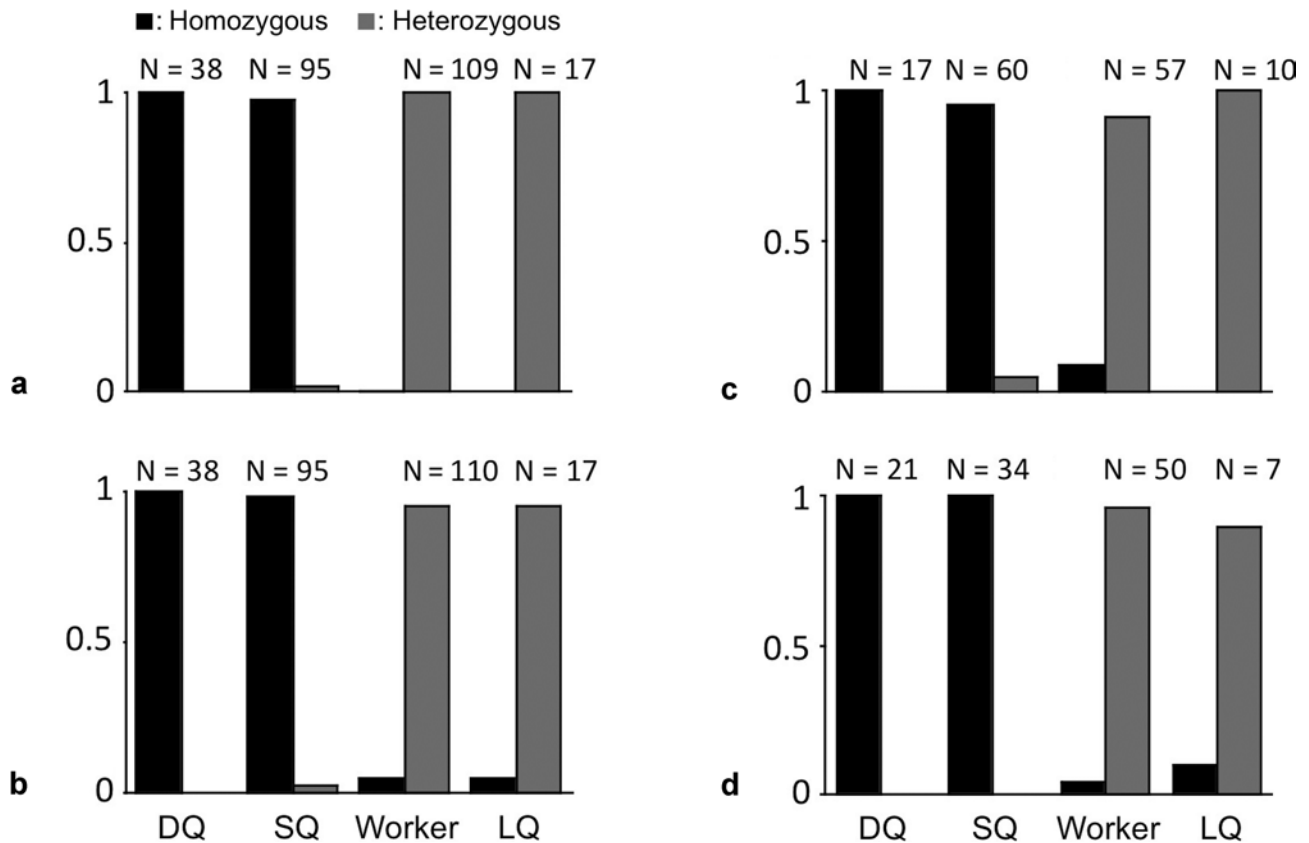 ■: Homozygous ■: Heterozygous
N = 38 N = 95 N = 109 N = 17
1
0.5
0
a
N = 38 N = 95 N = 110 N = 17
1
0.5
0
b
DQ SQ Worker LQ
N = 17 N = 60 N = 57 N = 10
1
0.5
0
c
N = 21 N = 34 N = 50 N = 7
1
0.5
0
d
DQ SQ Worker LQ